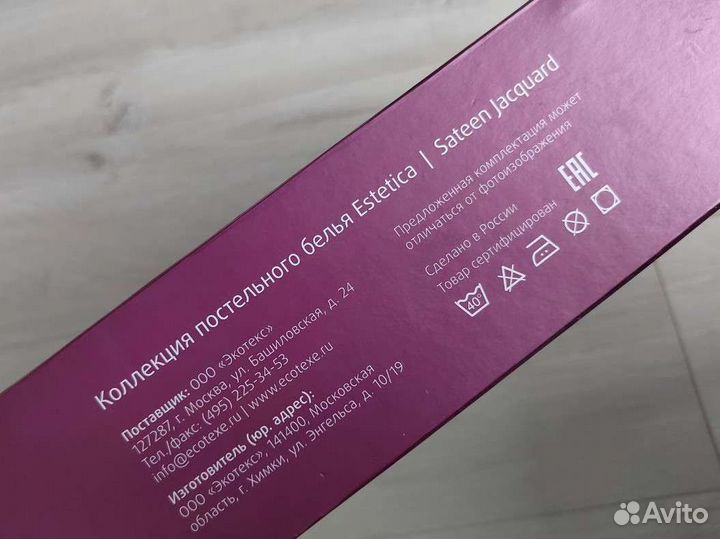 Коллекция постельного белья Estetica | Sateen Jacquard
Поставщик: ООО «Экотекс»
127287, г. Москва, ул. Башиловская, д. 24
Тел./факс: (495) 225-34-53
info@ecotexe.ru | www.ecotexe.ru
Изготовитель (юр. адрес):
ООО «Экотекс», 141400, Московская
область, г. Химки, ул. Энгельса, д. 10/19
Предложенная комплектация может
отличаться от фотоизображения
Сделано в России
Товар сертифицирован
EAC
40°
Avito